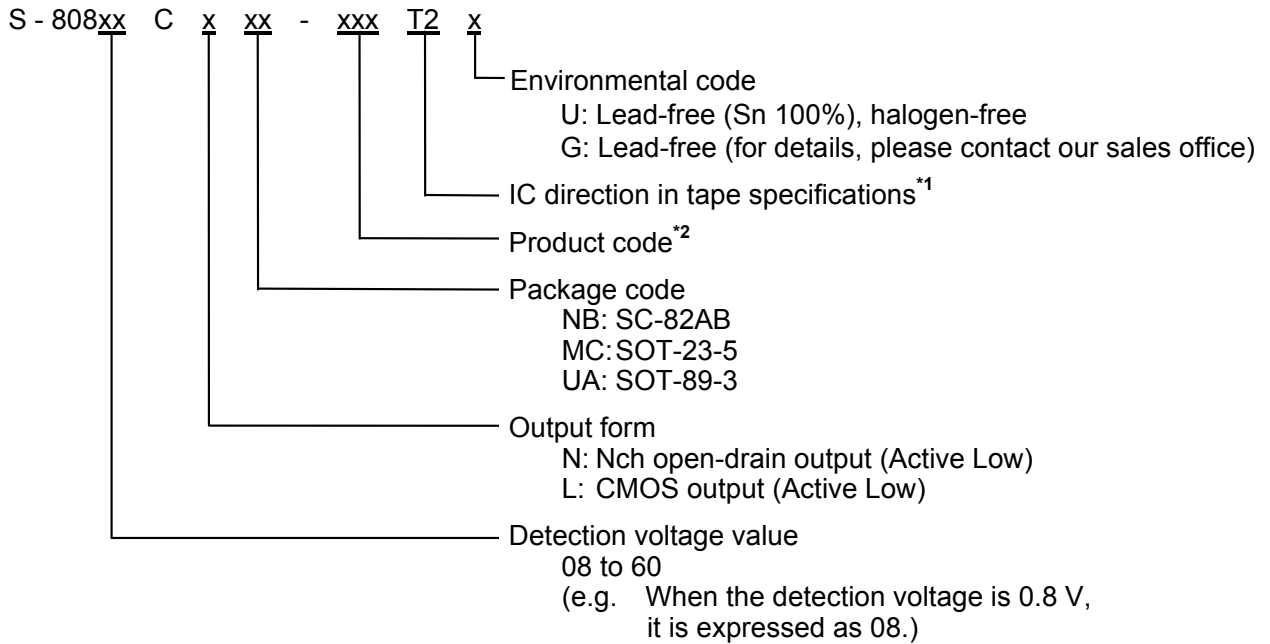 S - 808xx C x xx - xxx T2 x
Environmental code
U: Lead-free (Sn 100%), halogen-free
G: Lead-free (for details, please contact our sales office)
IC direction in tape specifications*1
Product code*2
Package code
NB: SC-82AB
MC: SOT-23-5
UA: SOT-89-3
Output form
N: Nch open-drain output (Active Low)
L: CMOS output (Active Low)
Detection voltage value
08 to 60
(e.g. When the detection voltage is 0.8 V,
it is expressed as 08.)